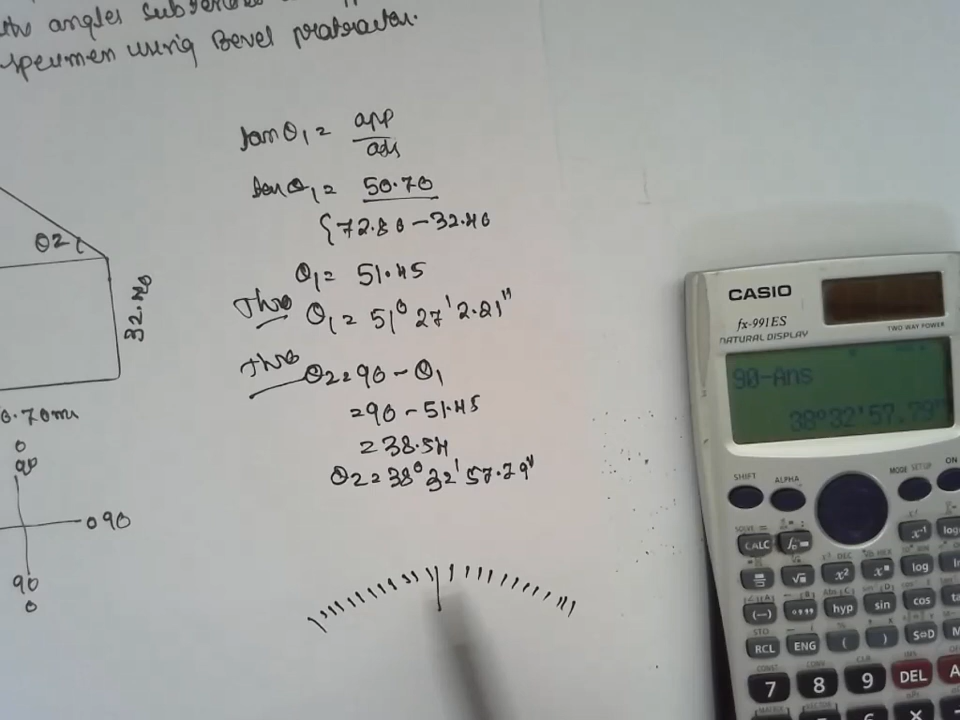 the angles
specimen using Bevel protractor.
tanθ1 = opp
adj
tanθ1 = 50.70
(72.80-32.40
θ1 = 51.45
Thus
θ1 = 51° 27' 2.21"
Thus
θ2 = 90 - θ1
= 90 - 51.45
= 38.54
θ2 = 38° 32' 57.79"
θ2
32.40
0.70mm
0
90
090
90
0
CASIO
fx-991ES
NATURAL DISPLAY
TWO WAY POWER
90-Ans
38°32'57.79"
SHIFT
ALPHA
MODE SETUP
ON
CALC
x⁻¹
log
hyp
sin
cos
RCL
ENG
(
)
S⇔D
7
8
9
DEL